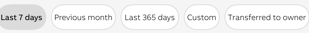 Last 7 days Previous month Last 365 days Custom Transferred to owner